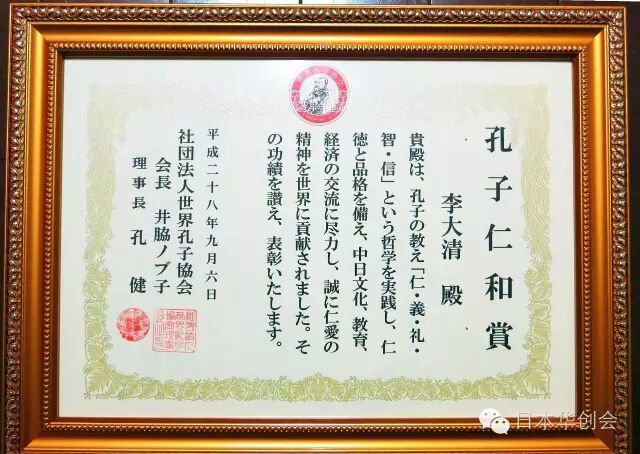 孔子仁和賞
李大清 殿
貴殿は、孔子の教え「仁・義・礼・
智・信」という哲学を実践し、仁
徳と品格を備え、中日文化、教育、
経済の交流に尽力し、誠に仁愛の
精神を世界に貢献されました。そ
の功績を讃え、表彰いたします。
平成二十八年九月六日
社団法人世界孔子協会
会長 井脇ノブ子
理事長 孔 健
日本华创会